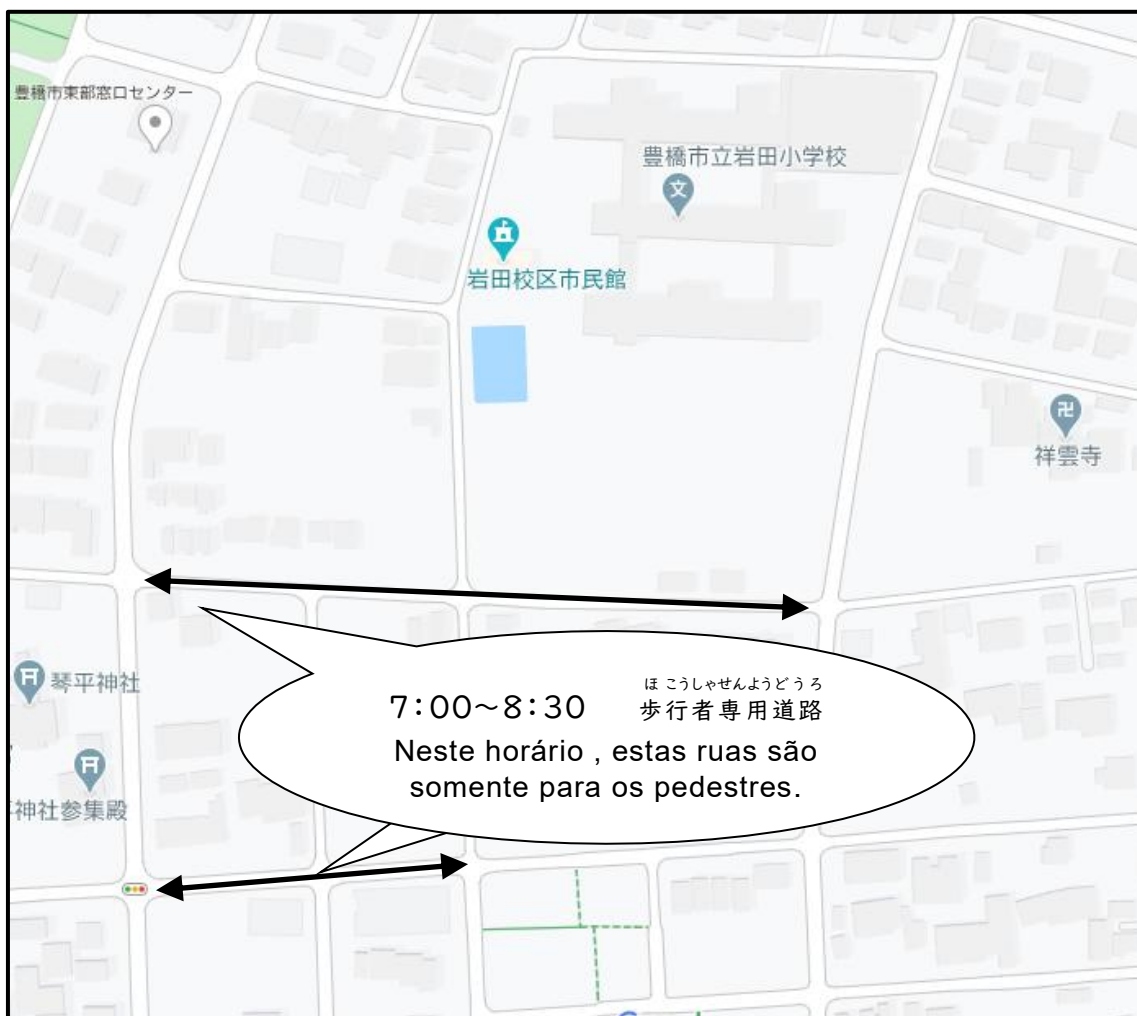 豊橋市東部窓口センター
豊橋市立岩田小学校
文
岩田校区市民館
卍
祥雲寺
琴平神社
神社参集殿
ほこうしゃせんようどうろ
7:00~8:30 歩行者専用道路
Neste horário , estas ruas são
somente para os pedestres.